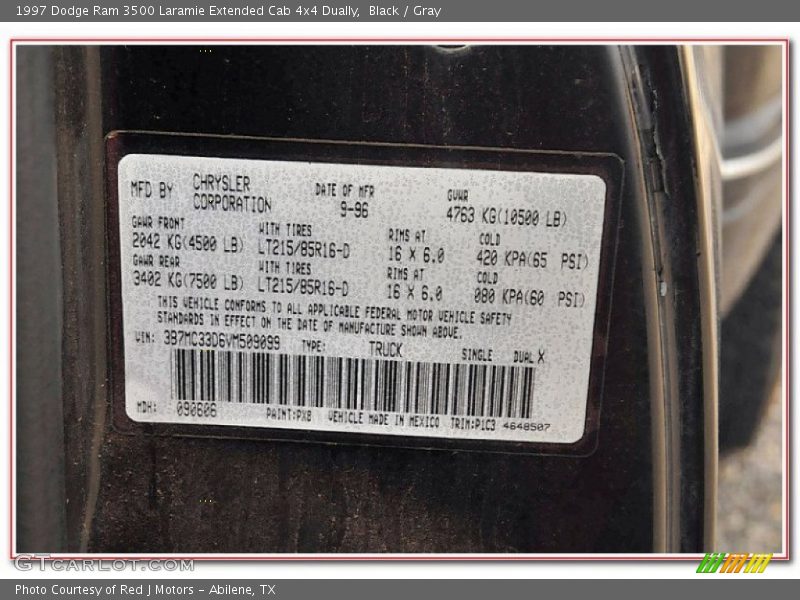 1997 Dodge Ram 3500 Laramie Extended Cab 4x4 Dually, Black / Gray
MFD BY CHRYSLER CORPORATION DATE OF MFR 9-96 GVWR 4763 KG(10500 LB)
GAWR FRONT WITH TIRES RIMS AT COLD
2042 KG(4500 LB) LT215/85R16-D 16 X 6.0 420 KPA(65 PSI)
GAWR REAR WITH TIRES RIMS AT COLD
3402 KG(7500 LB) LT215/85R16-D 16 X 6.0 080 KPA(60 PSI)
THIS VEHICLE CONFORMS TO ALL APPLICABLE FEDERAL MOTOR VEHICLE SAFETY
STANDARDS IN EFFECT ON THE DATE OF MANUFACTURE SHOWN ABOVE.
VIN: 3B7MC33D6VM509099 TYPE: TRUCK SINGLE DUAL X
MDH: 090606 PAINT:PX8 VEHICLE MADE IN MEXICO TRIM:P1C3 4648507
GTCARLOT.COM
Photo Courtesy of Red J Motors – Abilene, TX